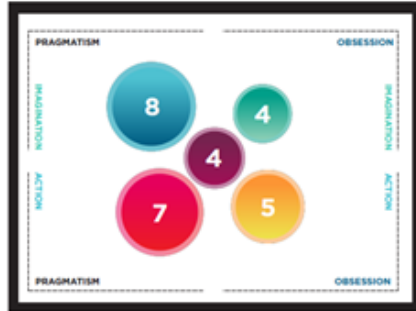 PRAGMATISM
OBSESSION
IMAGINATION
IMAGINATION
8
4
4
ACTION
ACTION
7
5
PRAGMATISM
OBSESSION